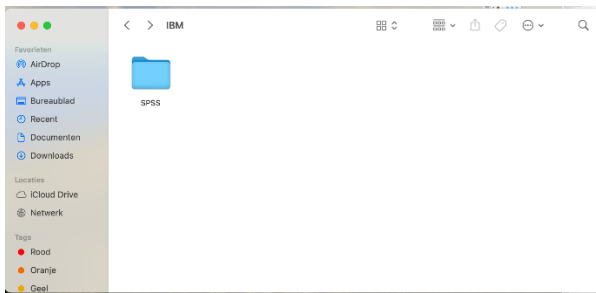 IBM
Favorieten
AirDrop
Apps
Bureaublad
Recent
Documenten
Downloads
Locaties
iCloud Drive
Netwerk
Tags
Rood
Oranje
Geel
SPSS